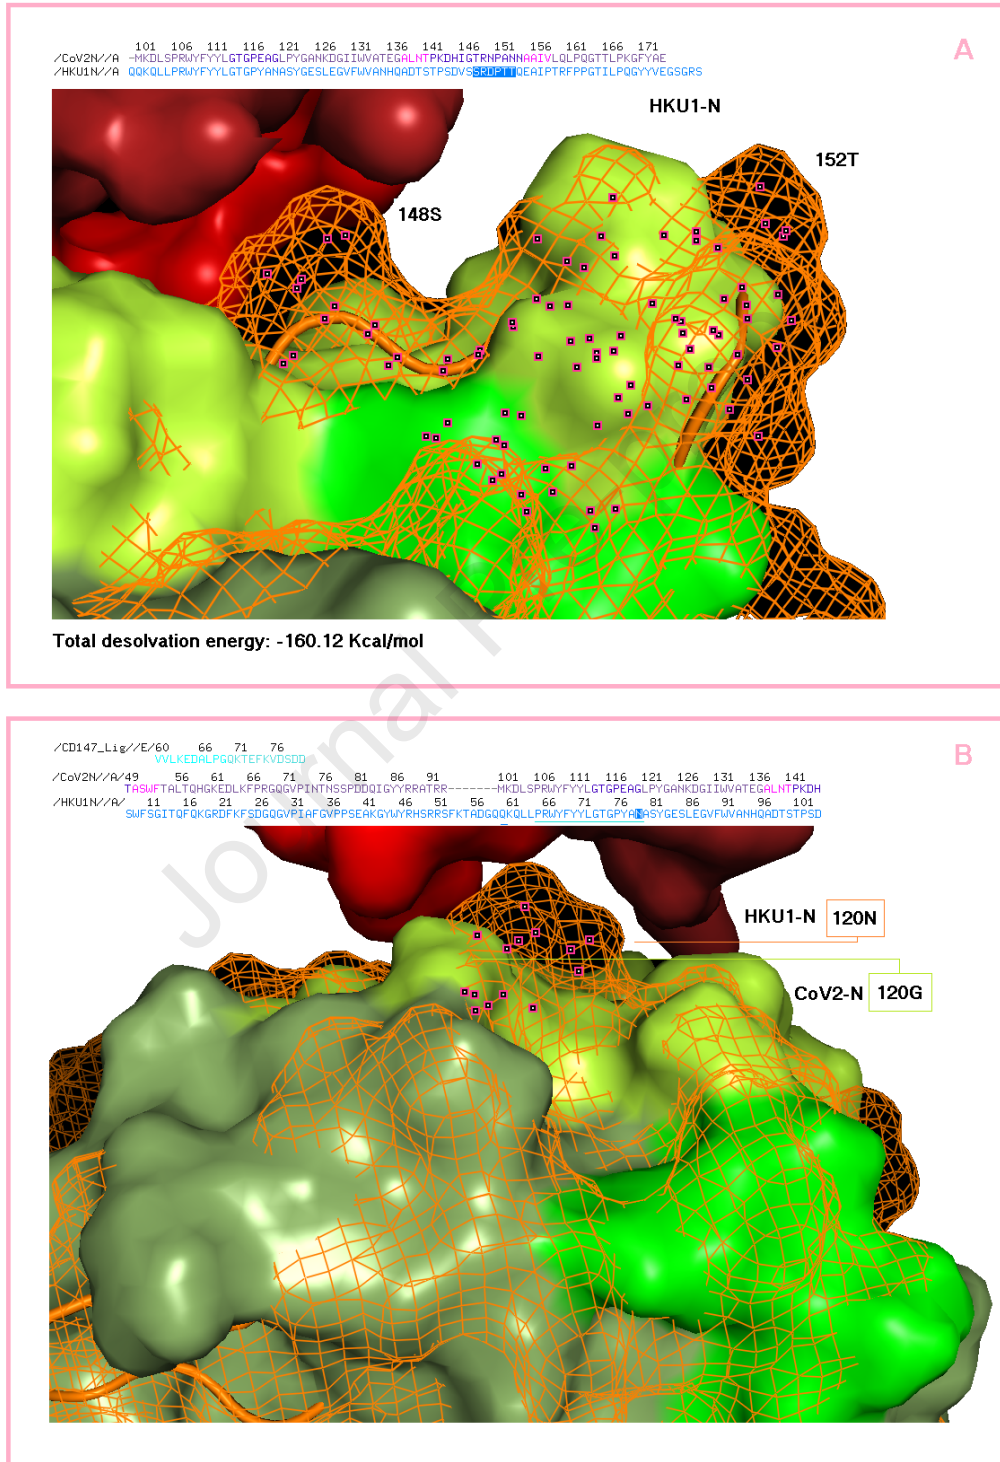 A
101 106 111 116 121 126 131 136 141 146 151 156 161 166 171
/CoV2N//A -MKDLSPRWYFYYLGTGPEAGLPYGANKDGIIWVATEGALNTPKDHIGTRNPANNAAIVLQLPQGTTLPKGFYAE
/HKU1N//A QQKQLLPRWYFYYLGTGPYANASYGESLEGVFWVANHQADTSTPSDVSSRDPTTQEAIPTRFPPGTILPQGYYVEGSGRS
HKU1-N
152T
148S
Total desolvation energy: -160.12 Kcal/mol
Journal
B
/CD147_Lig//E/60 66 71 76
VVLKEDALPGQKTEFKVDSDD
/CoV2N//A/49 56 61 66 71 76 81 86 91 101 106 111 116 121 126 131 136 141
TASWFTALTQHGKEDLKFPRGQGVPINTNSSPDDQIGYYRRATRR-------MKDLSPRWYFYYLGTGPEAGLPYGANKDGIIWVATEGALNTPKDH
/HKU1N//A/ 11 16 21 26 31 36 41 46 51 56 61 66 71 76 81 86 91 96 101
SWFSGITQFQKGRDFKFSDGQGVPIAFGVPPSEAKGYWYRHSRRSFKTADGQQKQLLPRWYFYYLGTGPYANASYGESLEGVFWVANHQADTSTPSD
HKU1-N 120N
CoV2-N 120G